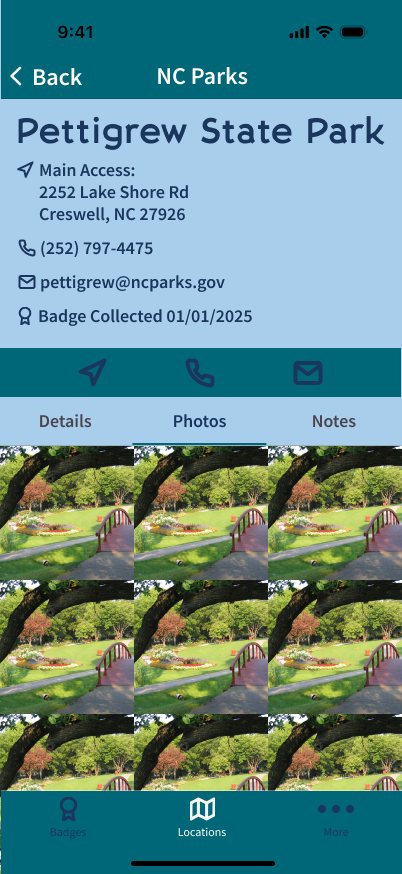 9:41
Back NC Parks
Pettigrew State Park
Main Access:
2252 Lake Shore Rd
Creswell, NC 27926
(252) 797-4475
pettigrew@ncparks.gov
Badge Collected 01/01/2025
Details Photos Notes
Badges Locations More